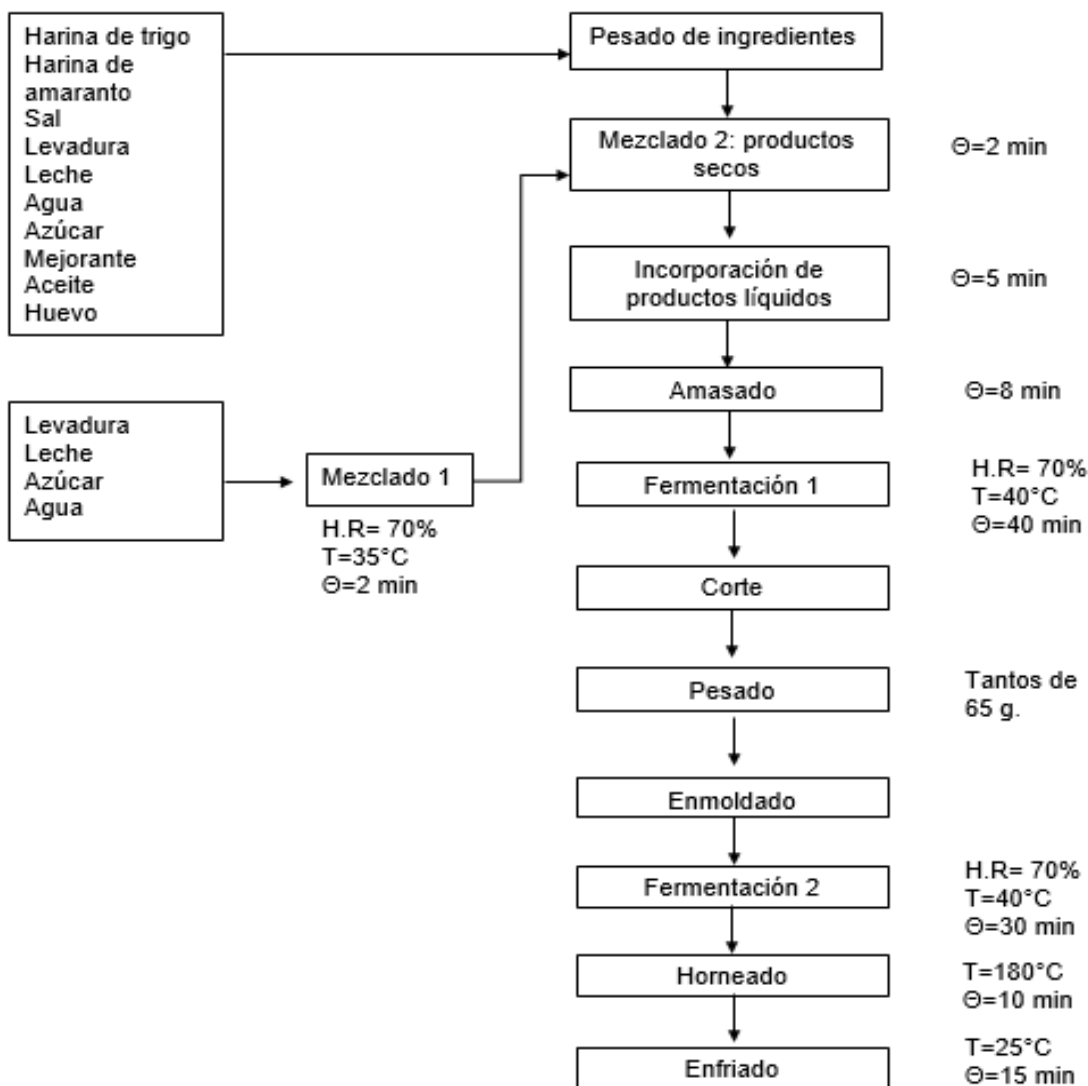 Harina de trigo
Harina de
amaranto
Sal
Levadura
Leche
Agua
Azúcar
Mejorante
Aceite
Huevo
Pesado de ingredientes
Mezclado 2: productos
secos
Θ=2 min
Incorporación de
productos líquidos
Θ=5 min
Amasado
Θ=8 min
Levadura
Leche
Azúcar
Agua
Mezclado 1
H.R= 70%
T=35°C
Θ=2 min
Fermentación 1
H.R= 70%
T=40°C
Θ=40 min
Corte
Pesado
Tantos de
65 g.
Enmoldado
Fermentación 2
H.R= 70%
T=40°C
Θ=30 min
Horneado
T=180°C
Θ=10 min
Enfriado
T=25°C
Θ=15 min